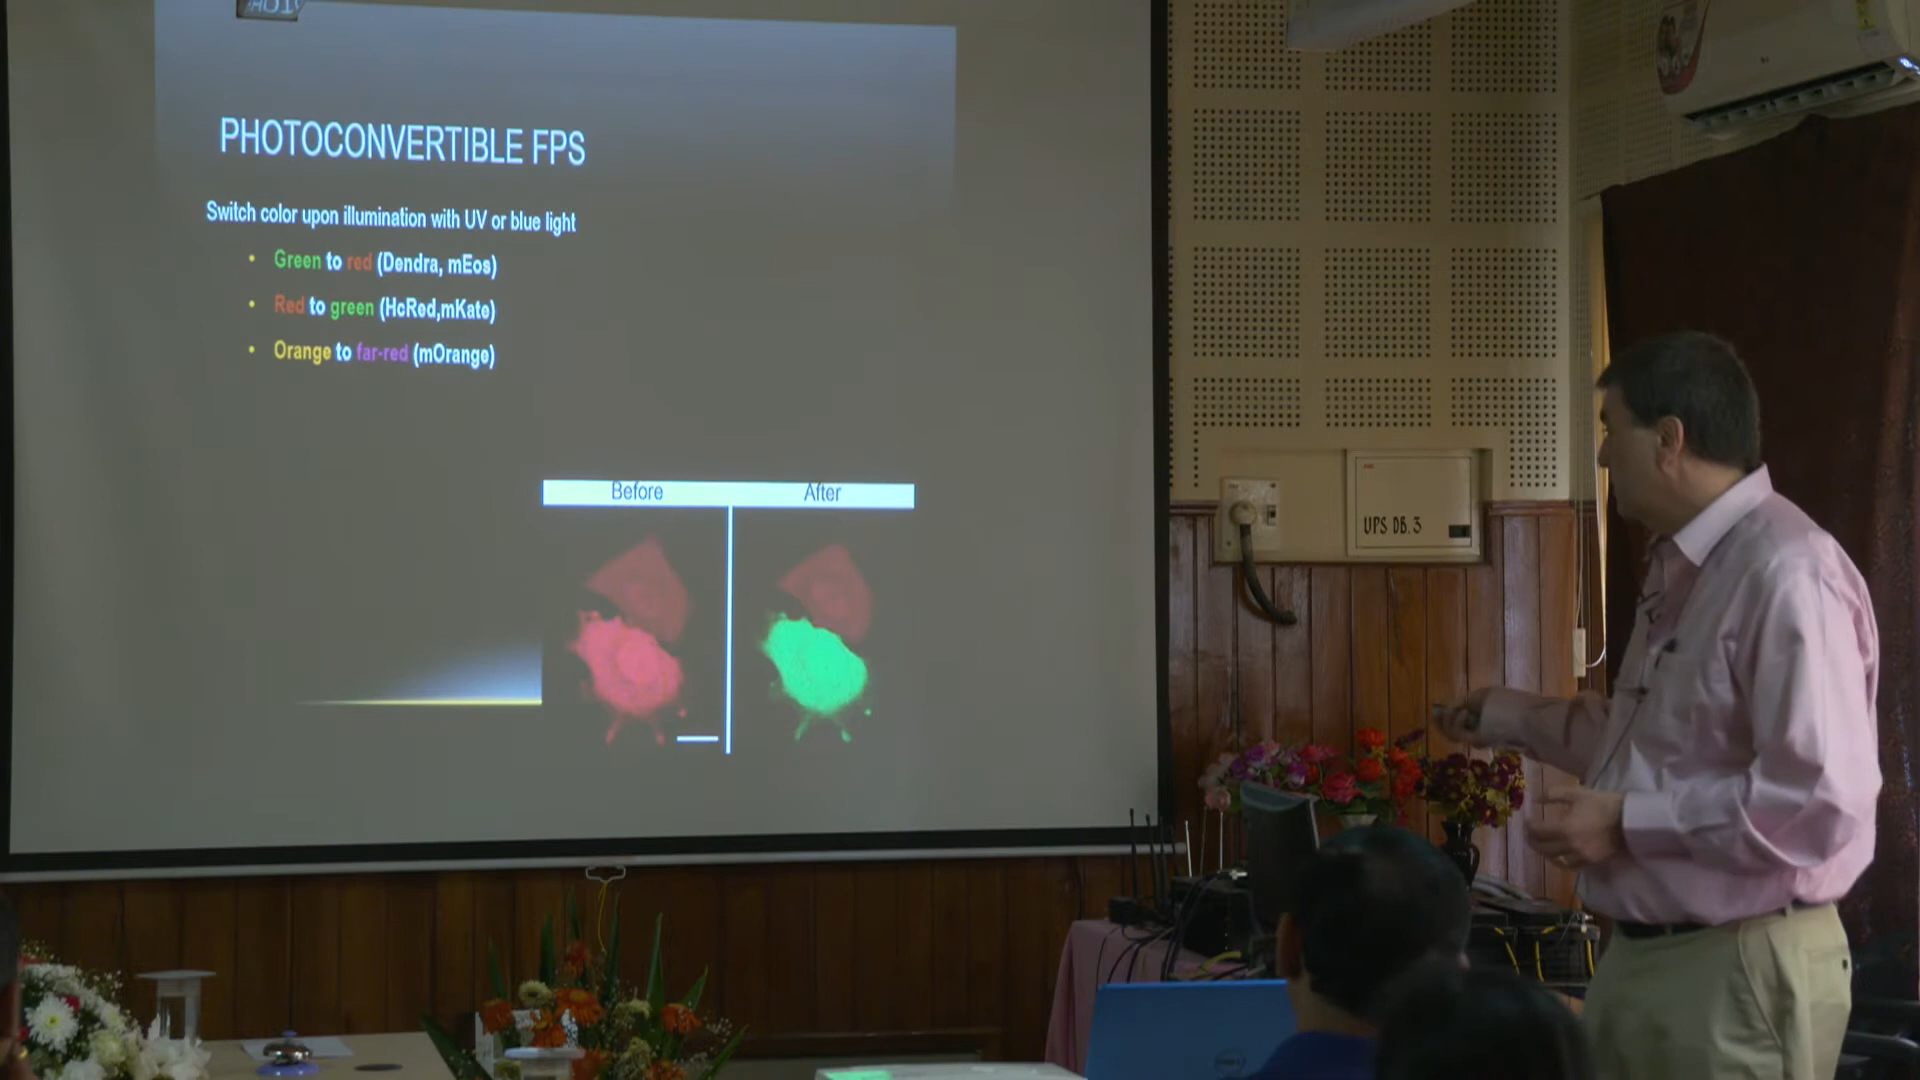 PHOTOCONVERTIBLE FPS
Switch color upon illumination with UV or blue light
• Green to red (Dendra, mEos)
• Red to green (HcRed,mKate)
• Orange to far-red (mOrange)
Before After
UPS DB.3
DELL